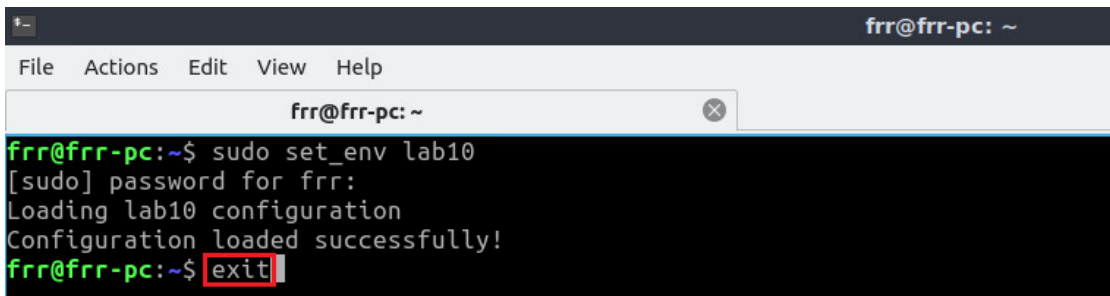 frr@frr-pc: ~
File Actions Edit View Help
frr@frr-pc: ~
frr@frr-pc:~$ sudo set_env lab10
[sudo] password for frr:
Loading lab10 configuration
Configuration loaded successfully!
frr@frr-pc:~$ exit